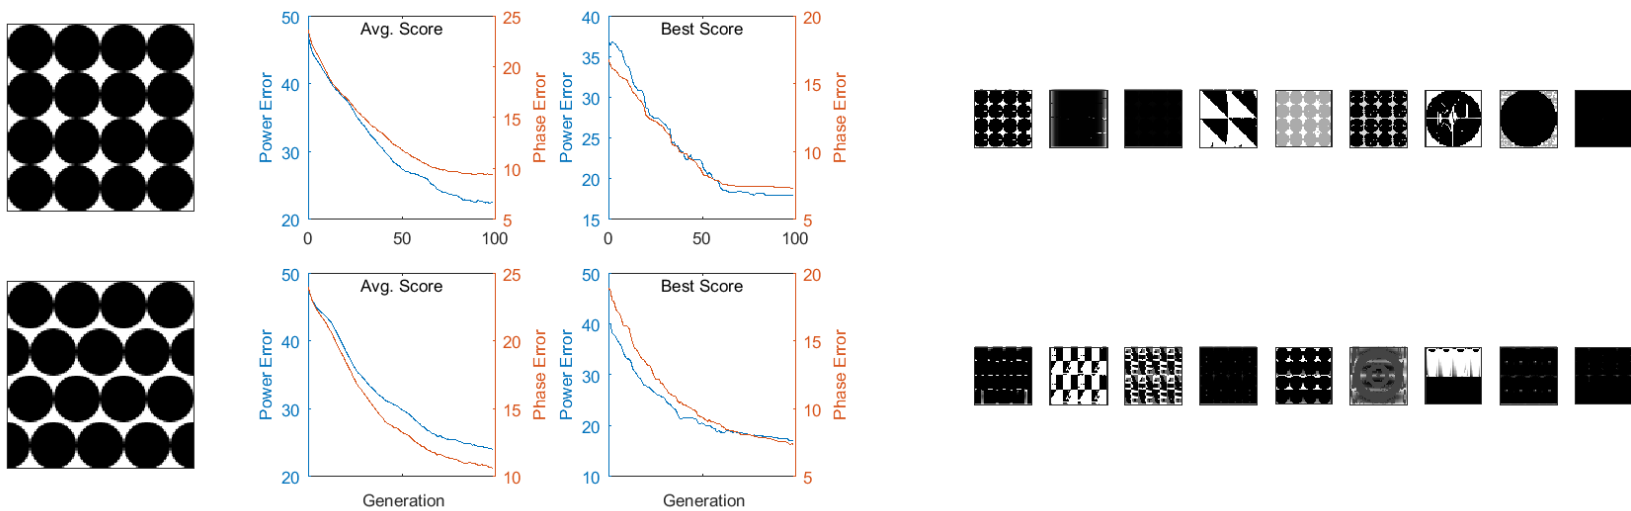 50 25 40 20
Avg. Score Best Score
40 20 35 15
30
30 15 25 10
10 20
20 5 15 5
Power Error Phase Error Power Error Phase Error
0 50 100 0 50 100
50 25 50 20
Avg. Score Best Score
40 20 40 15
30
30 15 20 10
20 10 10 5
Power Error Phase Error Power Error Phase Error
Generation Generation